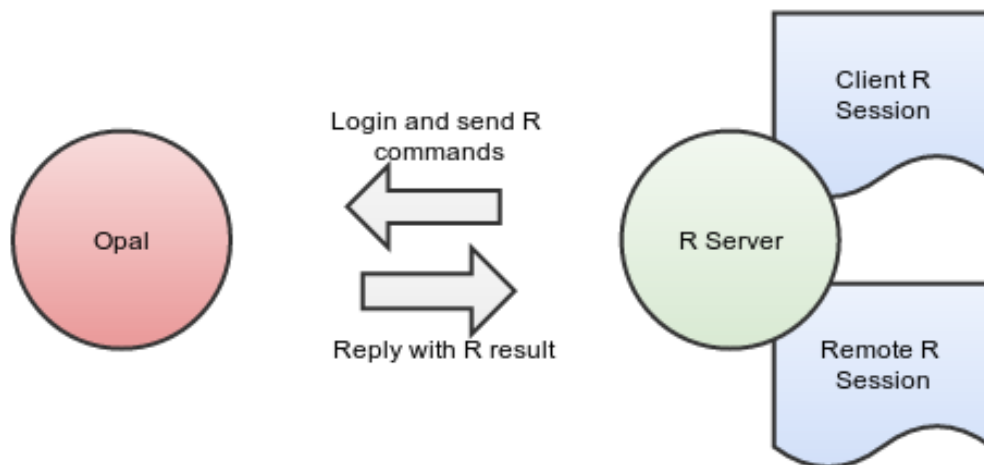 Client R
Session
Login and send R
commands
Opal
R Server
Reply with R result
Remote R
Session